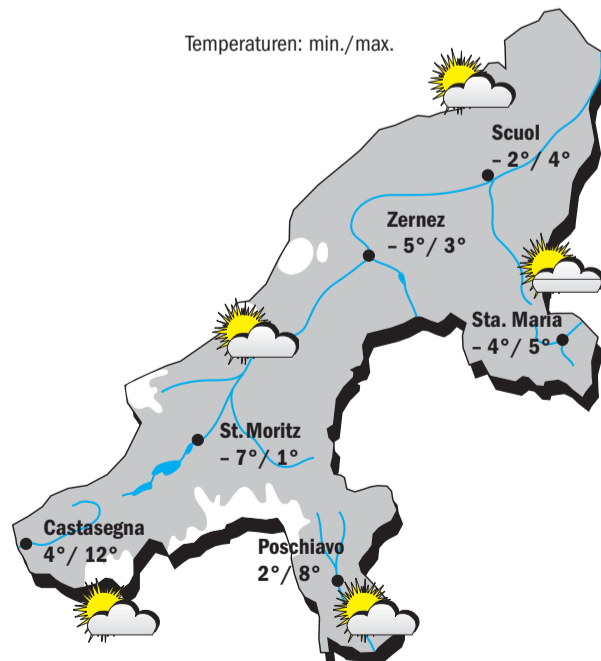 Temperaturen: min./max.
Scuol
– 2°/ 4°
Zernez
– 5°/ 3°
Sta. Maria
– 4°/ 5°
St. Moritz
– 7°/ 1°
Castasegna
4°/ 12°
Poschiavo
2°/ 8°